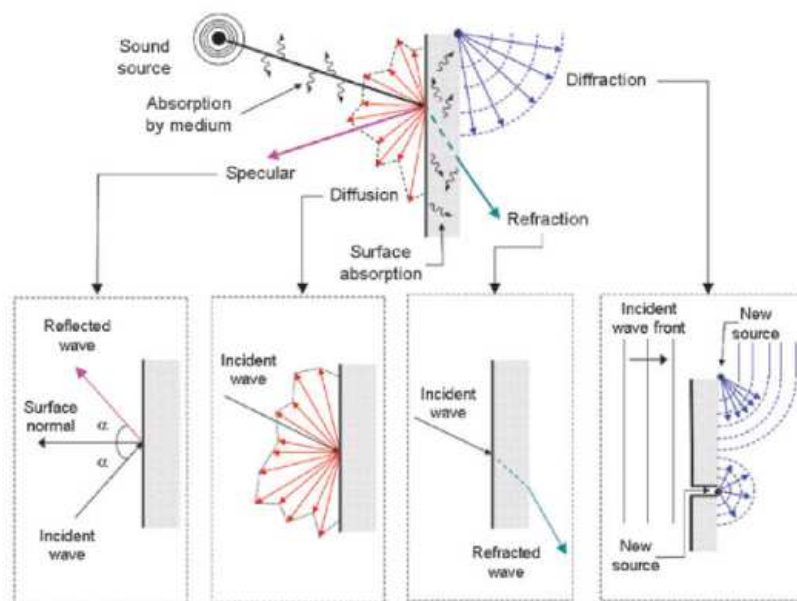 Sound
source
Absorption
by medium
Diffraction
Specular
Diffusion
Refraction
Surface
absorption
Reflected
wave
Surface
normal
α
α
Incident
wave
Incident
wave
Incident
wave
Refracted
wave
Incident
wave front
New
source
New
source